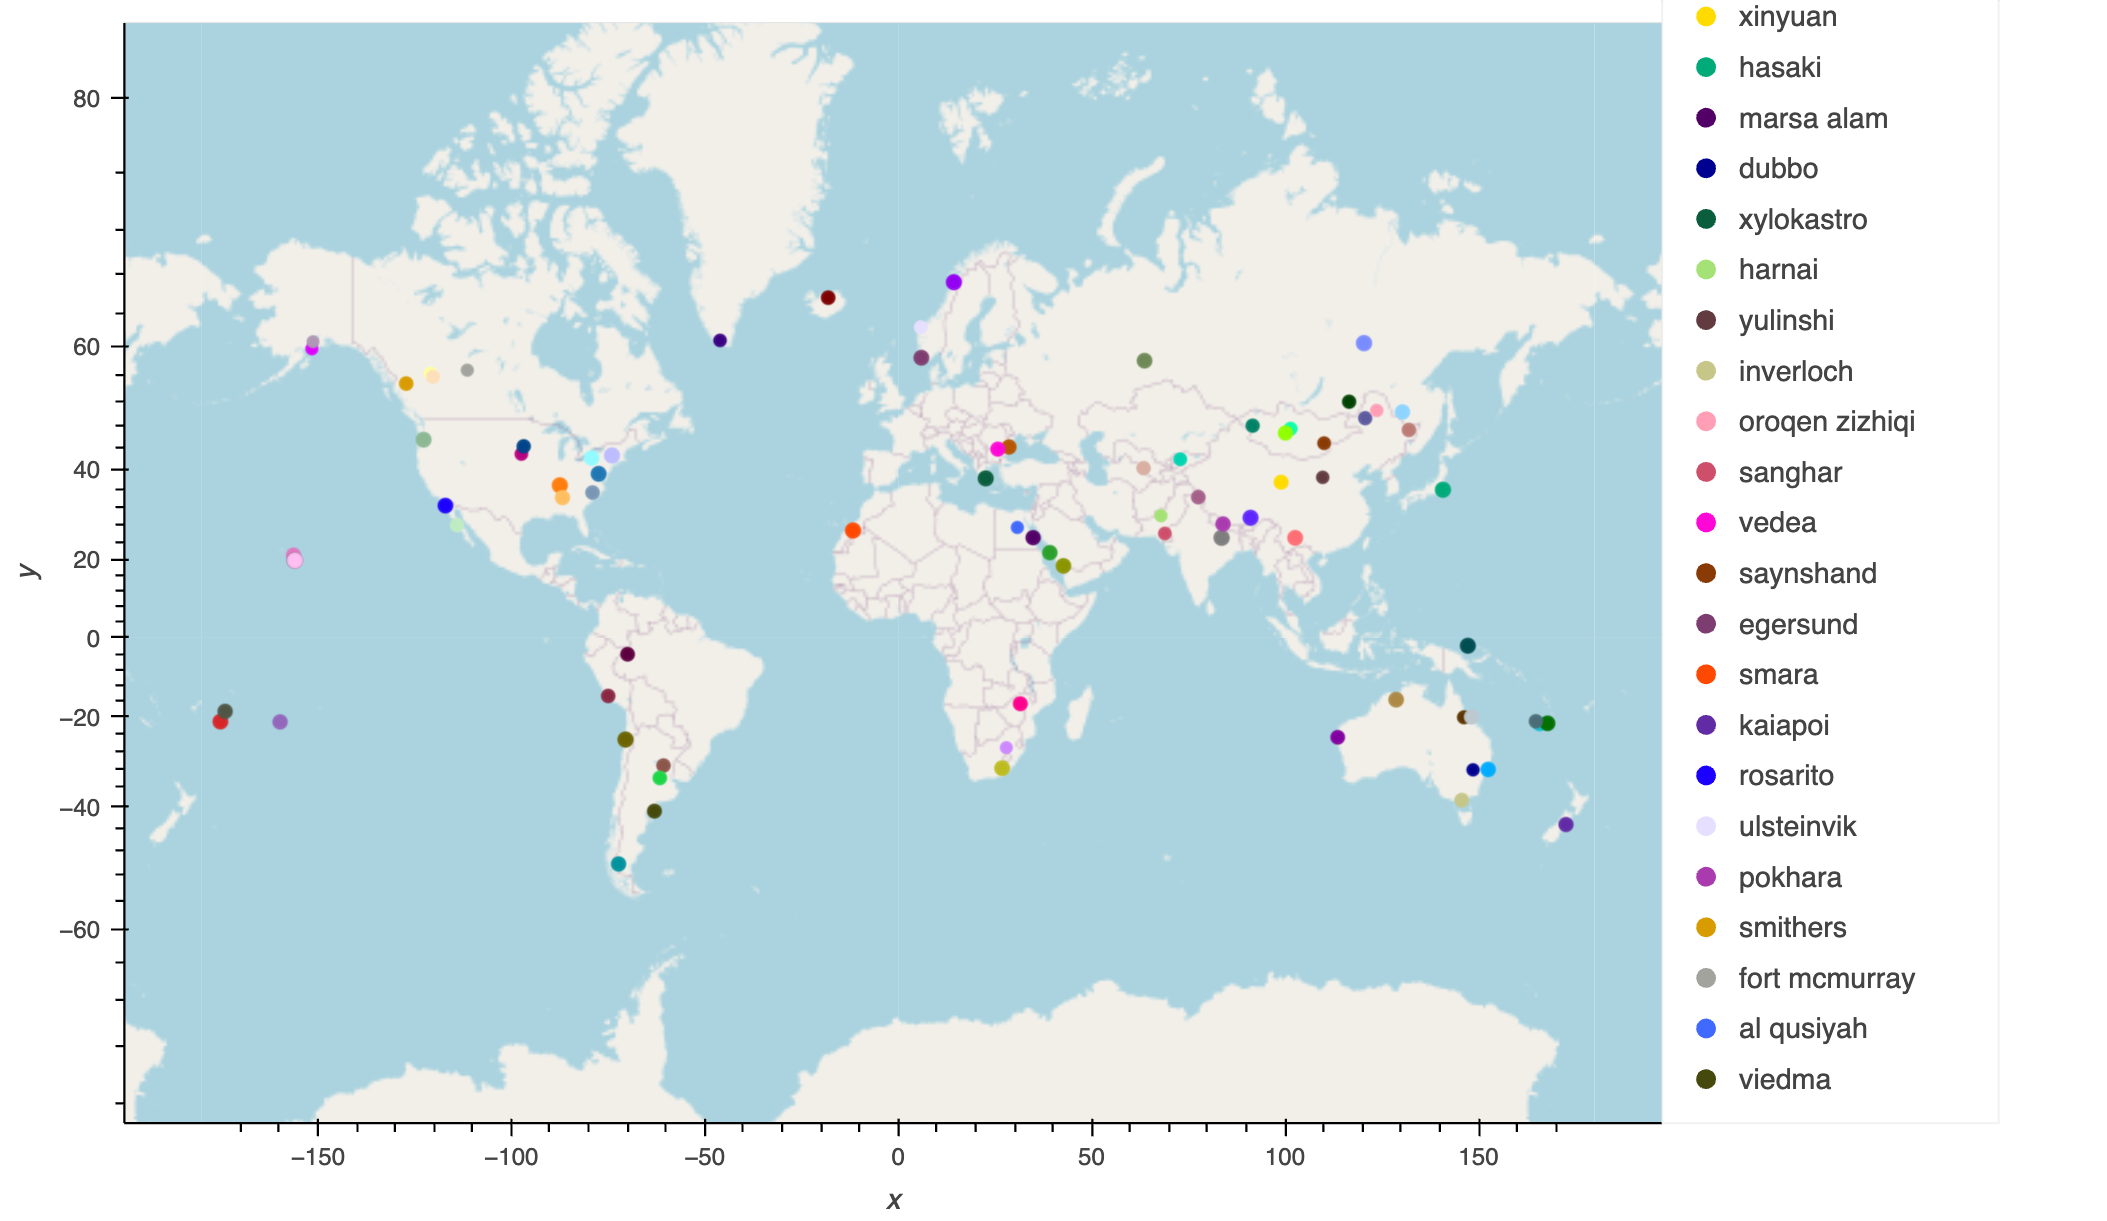 xinyuan
hasaki
marsa alam
dubbo
xylokastro
harnai
yulinshi
inverloch
oroqen zizhiqi
sanghar
vedea
saynshand
egersund
smara
kaiapoi
rosarito
ulsteinvik
pokhara
smithers
fort mcmurray
al qusiyah
viedma
80
60
40
20
0
−20
−40
−60
y
−150 −100 −50 0 50 100 150
x